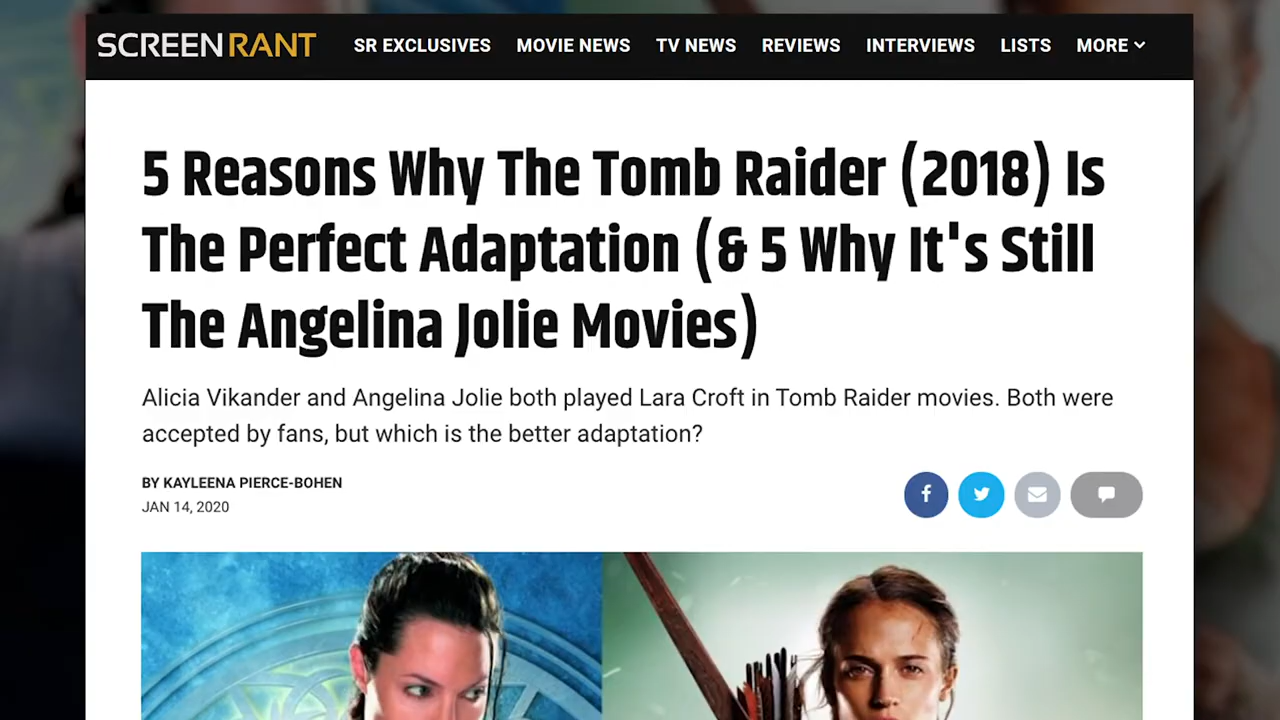 SCREENRANT SR EXCLUSIVES MOVIE NEWS TV NEWS REVIEWS INTERVIEWS LISTS MORE
5 Reasons Why The Tomb Raider (2018) Is
The Perfect Adaptation (& 5 Why It's Still
The Angelina Jolie Movies)
Alicia Vikander and Angelina Jolie both played Lara Croft in Tomb Raider movies. Both were
accepted by fans, but which is the better adaptation?
BY KAYLEENA PIERCE-BOHEN
JAN 14, 2020